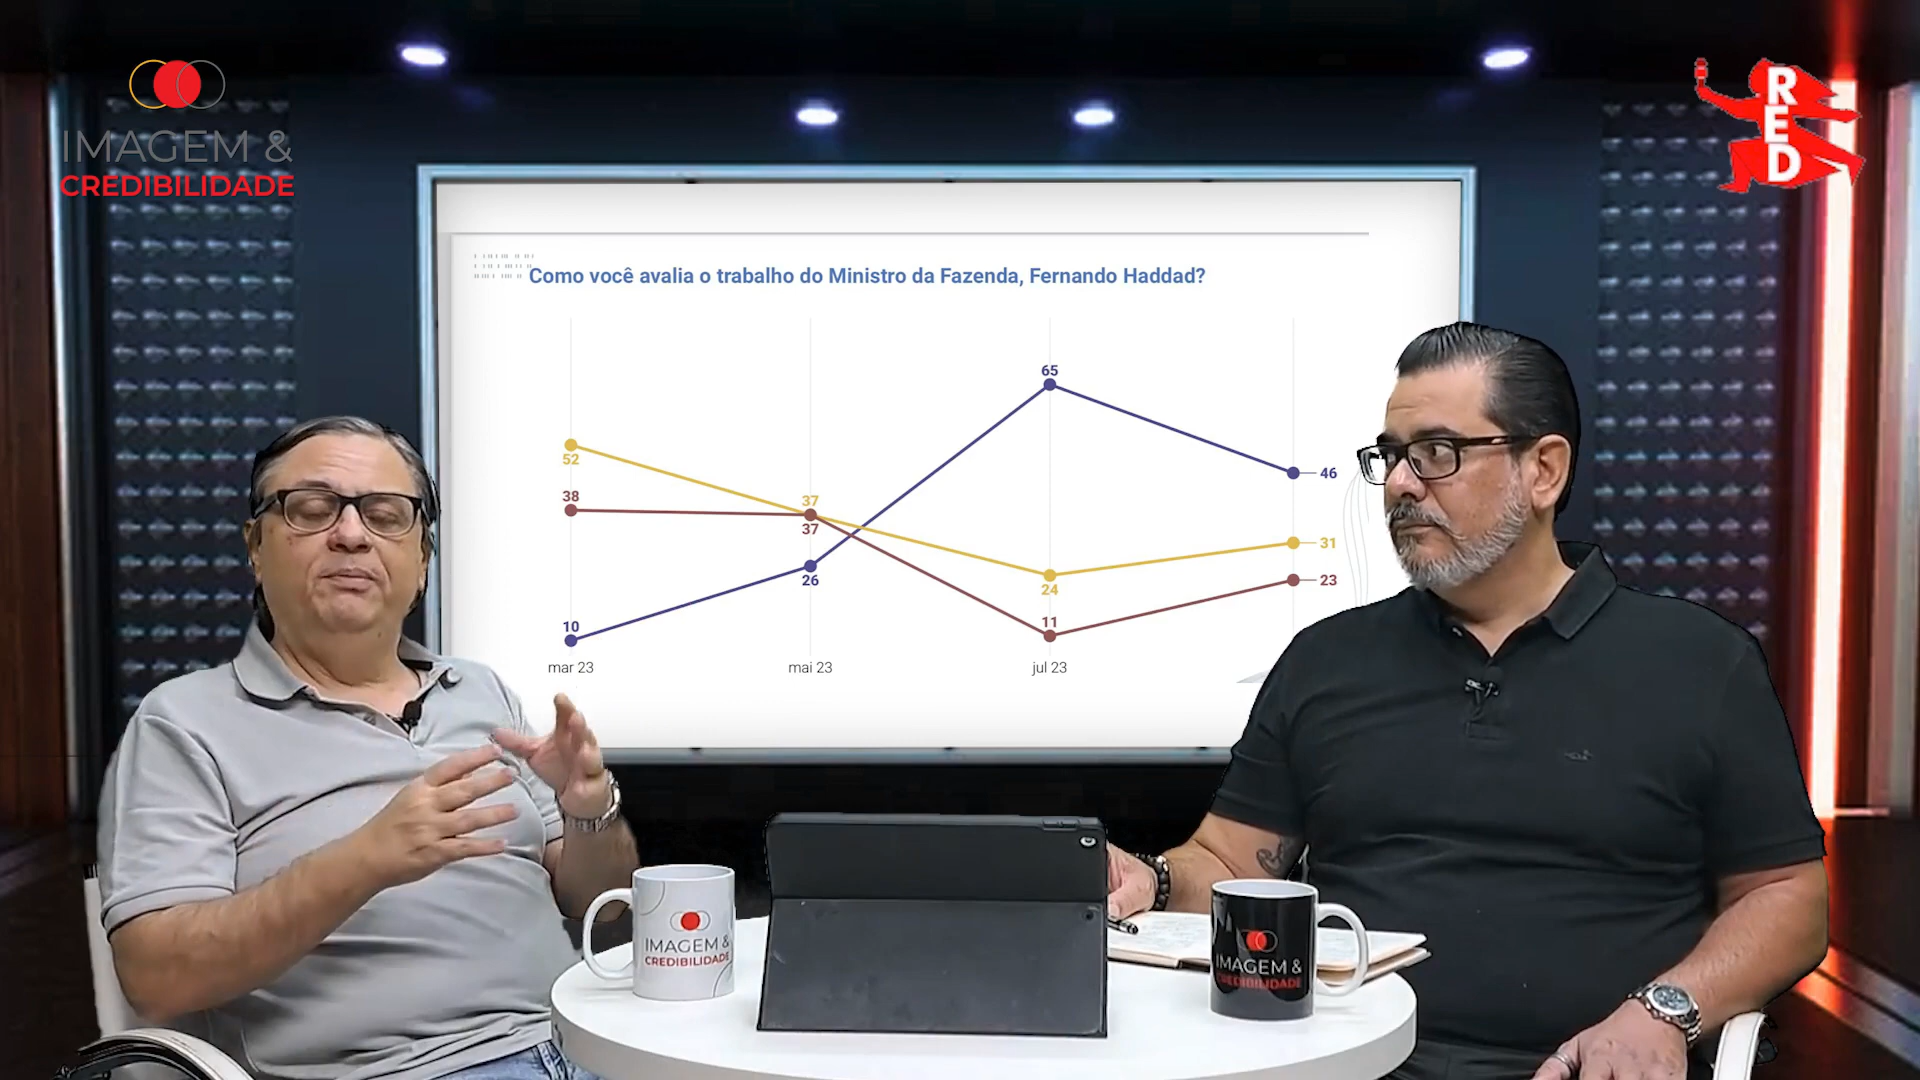 IMAGEM &
CREDIBILIDADE
RED
Como você avalia o trabalho do Ministro da Fazenda, Fernando Haddad?
65
52
38
37
37
26
10
24
11
46
31
23
mar 23
mai 23
jul 23
IMAGEM &
CREDIBILIDADE
IMAGEM &
CREDIBILIDADE